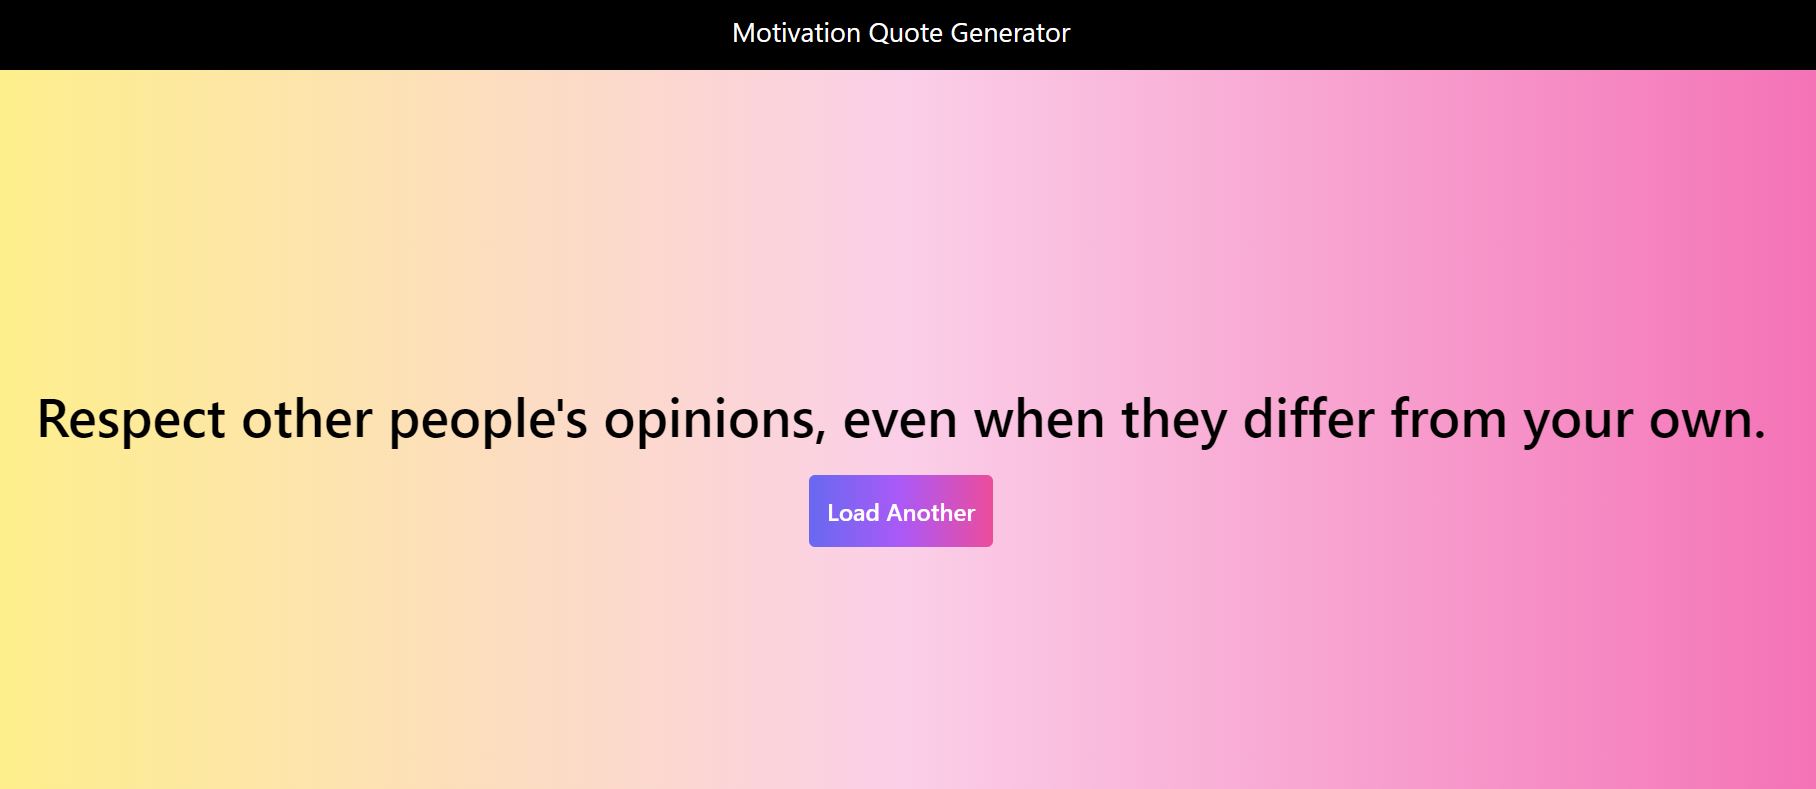 Motivation Quote Generator
Respect other people's opinions, even when they differ from your own.
Load Another